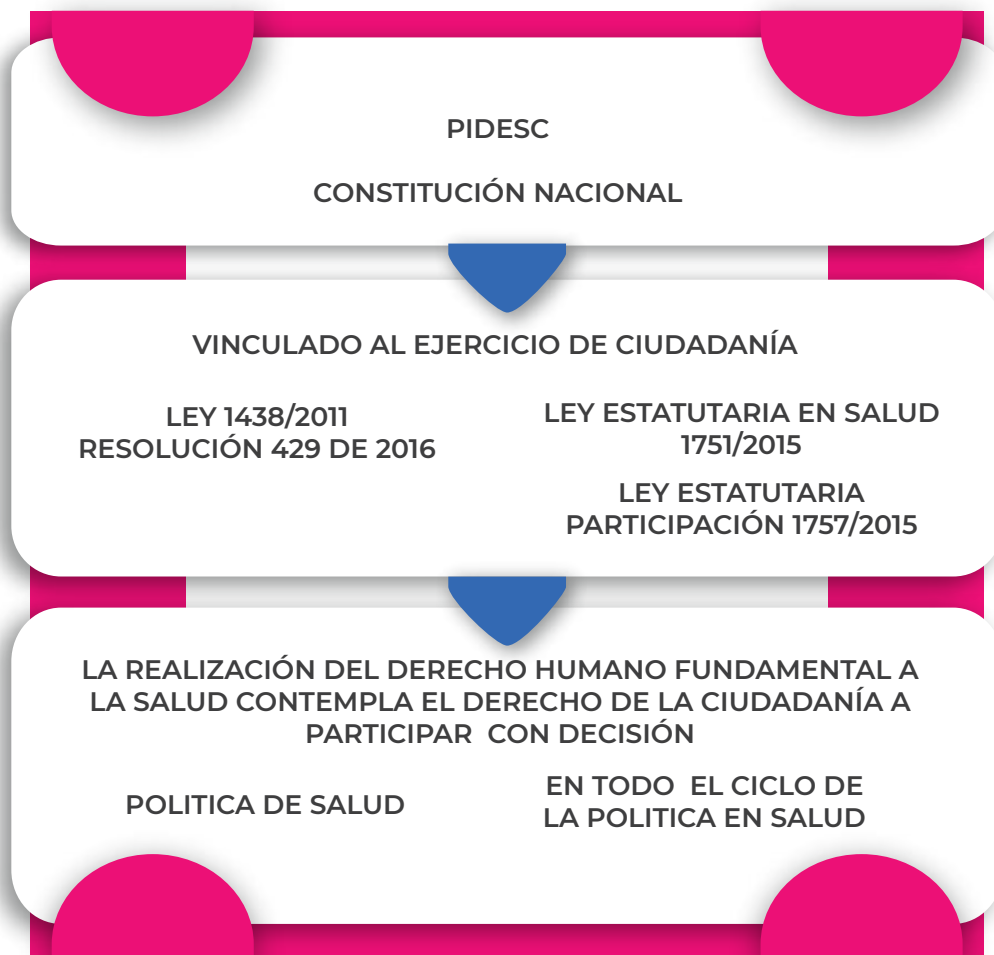 PIDESC
CONSTITUCIÓN NACIONAL
VINCULADO AL EJERCICIO DE CIUDADANÍA
LEY 1438/2011
RESOLUCIÓN 429 DE 2016
LEY ESTATUTARIA EN SALUD
1751/2015
LEY ESTATUTARIA
PARTICIPACIÓN 1757/2015
LA REALIZACIÓN DEL DERECHO HUMANO FUNDAMENTAL A
LA SALUD CONTEMPLA EL DERECHO DE LA CIUDADANÍA A
PARTICIPAR CON DECISIÓN
POLITICA DE SALUD
EN TODO EL CICLO DE
LA POLITICA EN SALUD